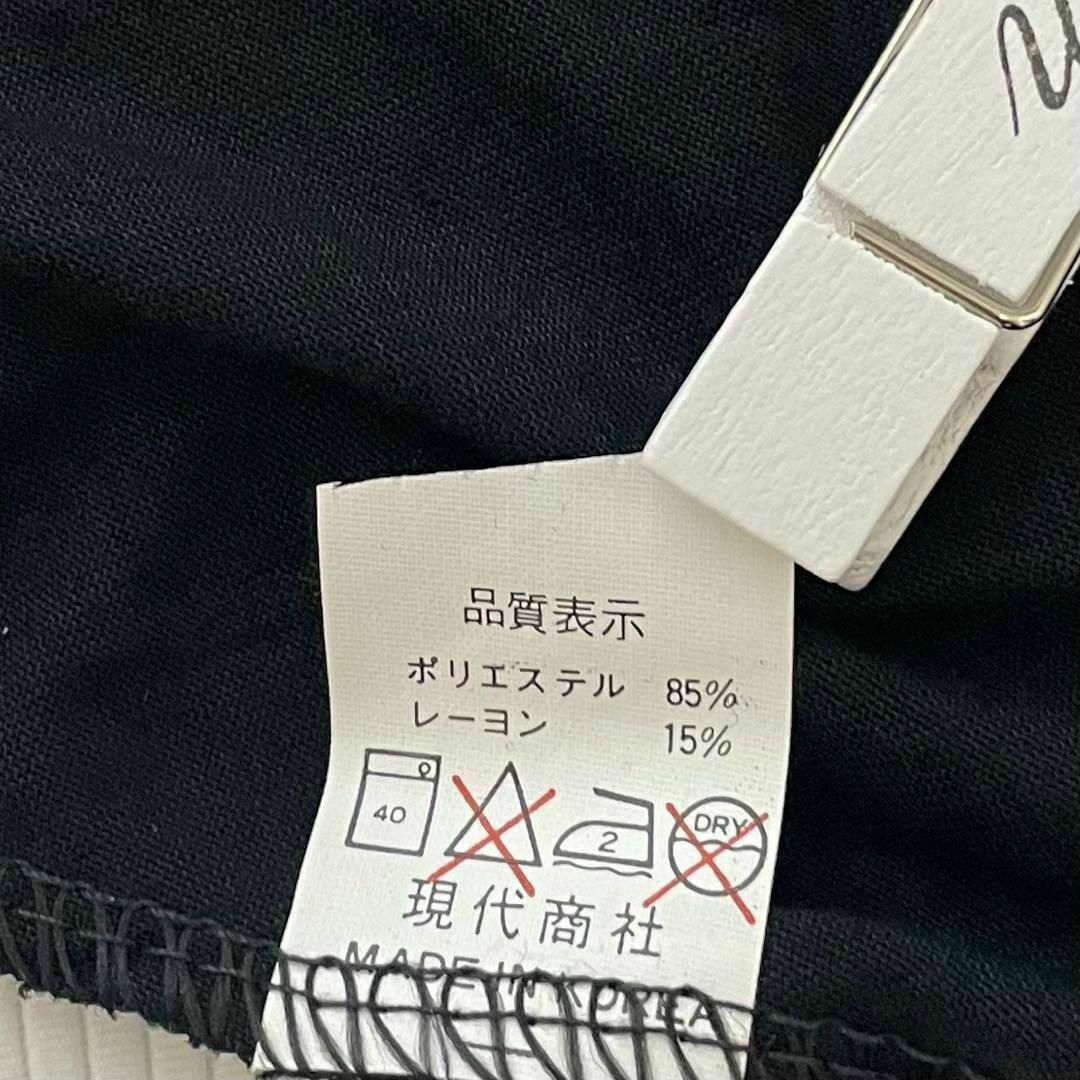 品質表示
ポリエステル 85%
レーヨン 15%
40 2 DRY
現代商社
MADE IN KOREA